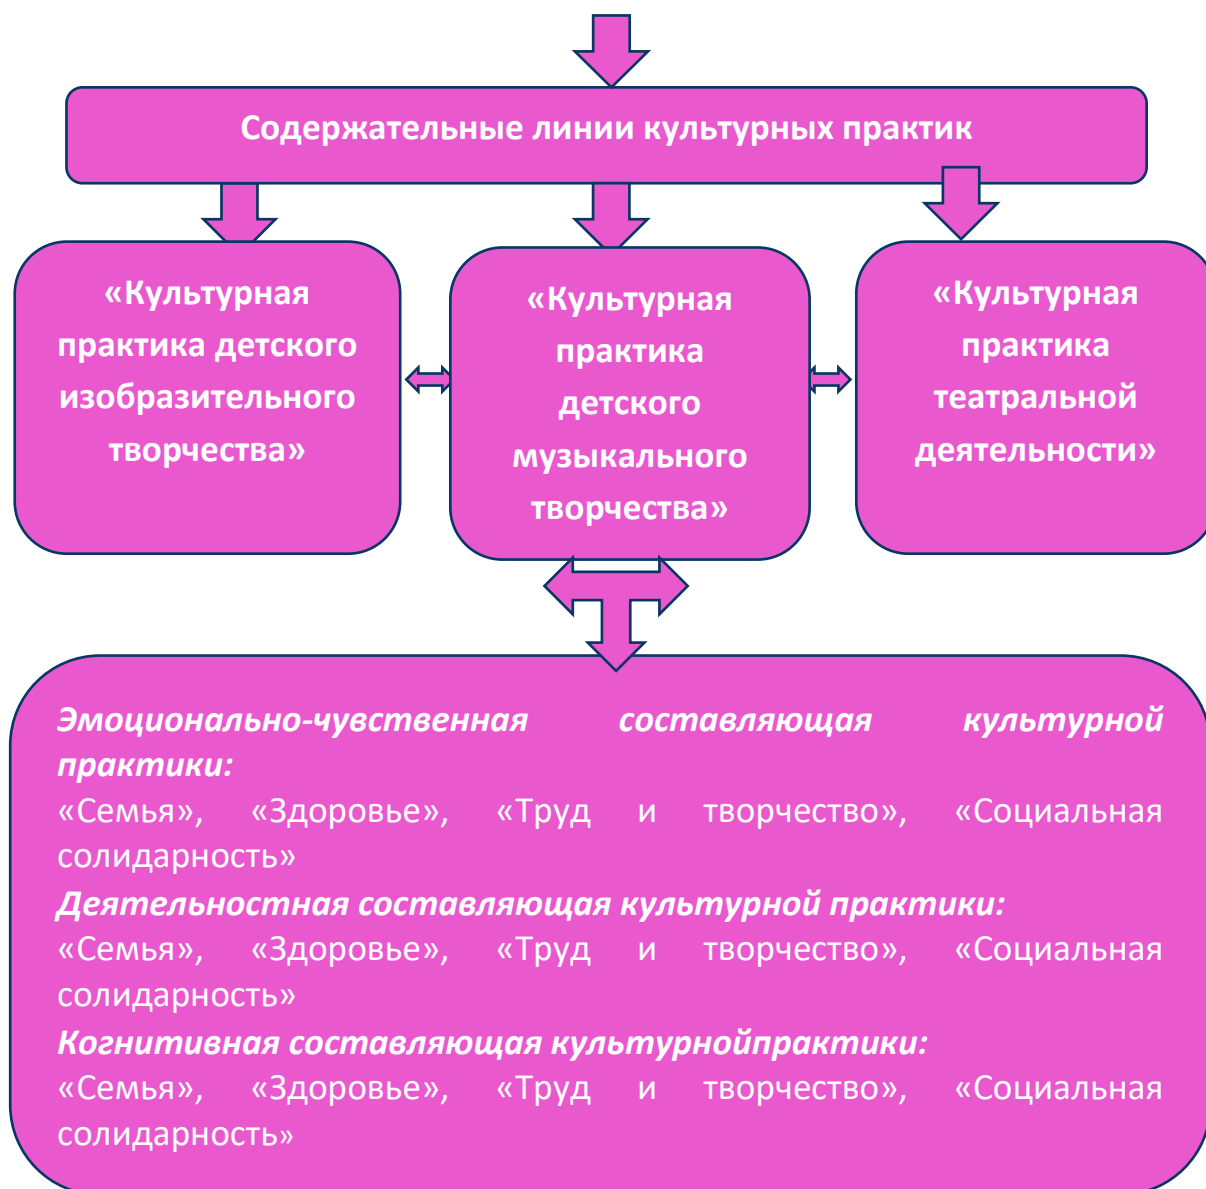 Содержательные линии культурных практик
«Культурная
практика детского
изобразительного
творчества»
«Культурная
практика
детского
музыкального
творчества»
«Культурная
практика
театральной
деятельности»
Эмоционально-чувственная составляющая культурной
практики:
«Семья», «Здоровье», «Труд и творчество», «Социальная
солидарность»
Деятельностная составляющая культурной практики:
«Семья», «Здоровье», «Труд и творчество», «Социальная
солидарность»
Когнитивная составляющая культурнойпрактики:
«Семья», «Здоровье», «Труд и творчество», «Социальная
солидарность»